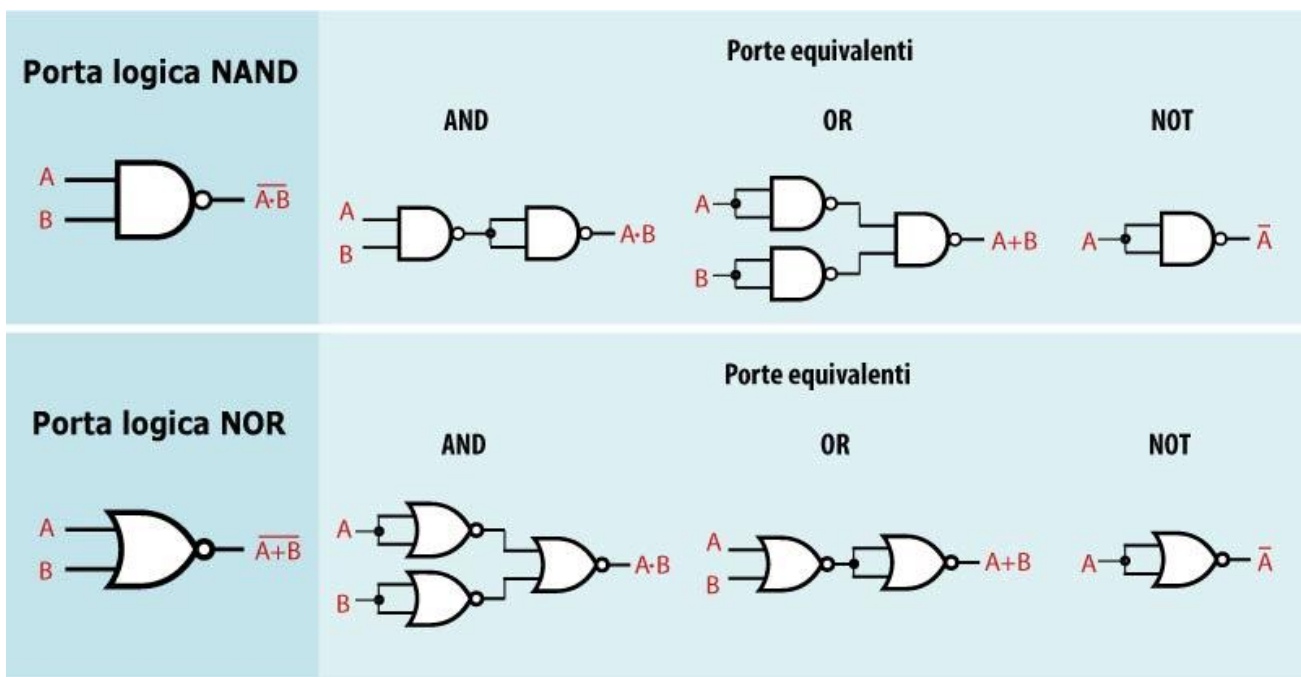 Porta logica NAND
A
B
A̅·̅B̅
Porte equivalenti
AND
A
B
A·B
OR
A
B
A+B
NOT
A
A̅
Porta logica NOR
A
B
A̅+̅B̅
Porte equivalenti
AND
A
B
A·B
OR
A
B
A+B
NOT
A
A̅